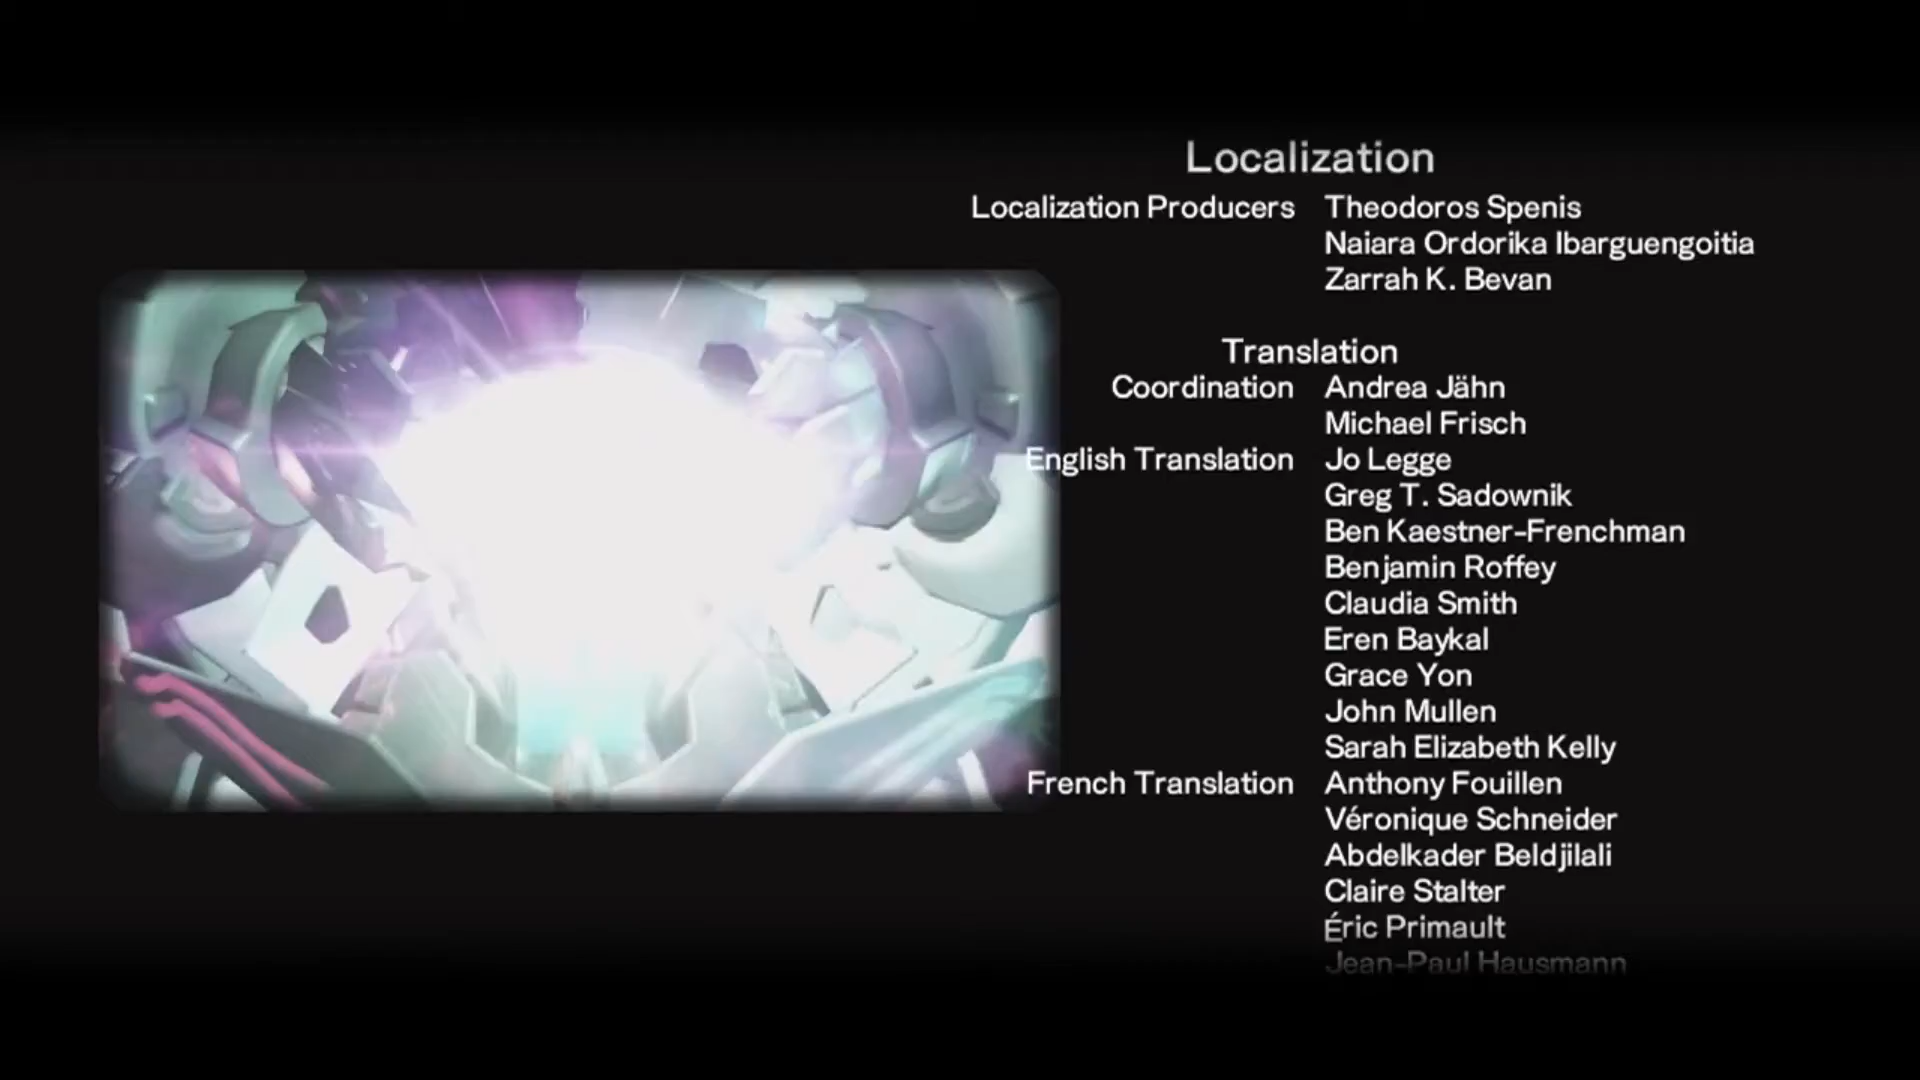 Localization
Localization Producers Theodoros Spenis
Naiara Ordorika Ibarguengoitia
Zarrah K. Bevan
Translation
Coordination Andrea Jähn
Michael Frisch
English Translation Jo Legge
Greg T. Sadownik
Ben Kaestner-Frenchman
Benjamin Roffey
Claudia Smith
Eren Baykal
Grace Yon
John Mullen
Sarah Elizabeth Kelly
French Translation Anthony Fouillen
Véronique Schneider
Abdelkader Beldjilali
Claire Stalter
Éric Primault
Jean-Paul Hausmann